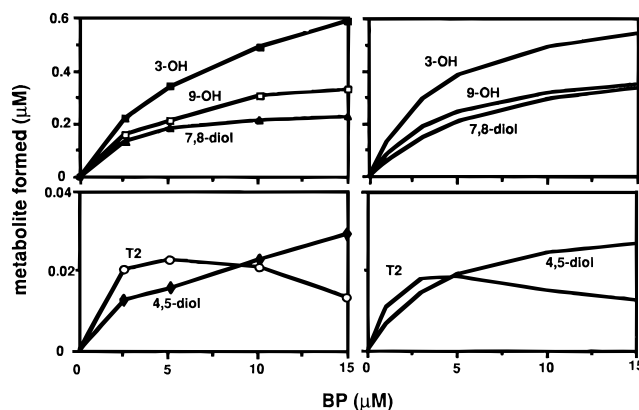 metabolite formed (μM)
0.6
0.4
0.2
0
3-OH
9-OH
7,8-diol
3-OH
9-OH
7,8-diol
0.04
0.02
0
T2
4,5-diol
T2
4,5-diol
0 5 10 15
0 5 10 15
BP (μM)